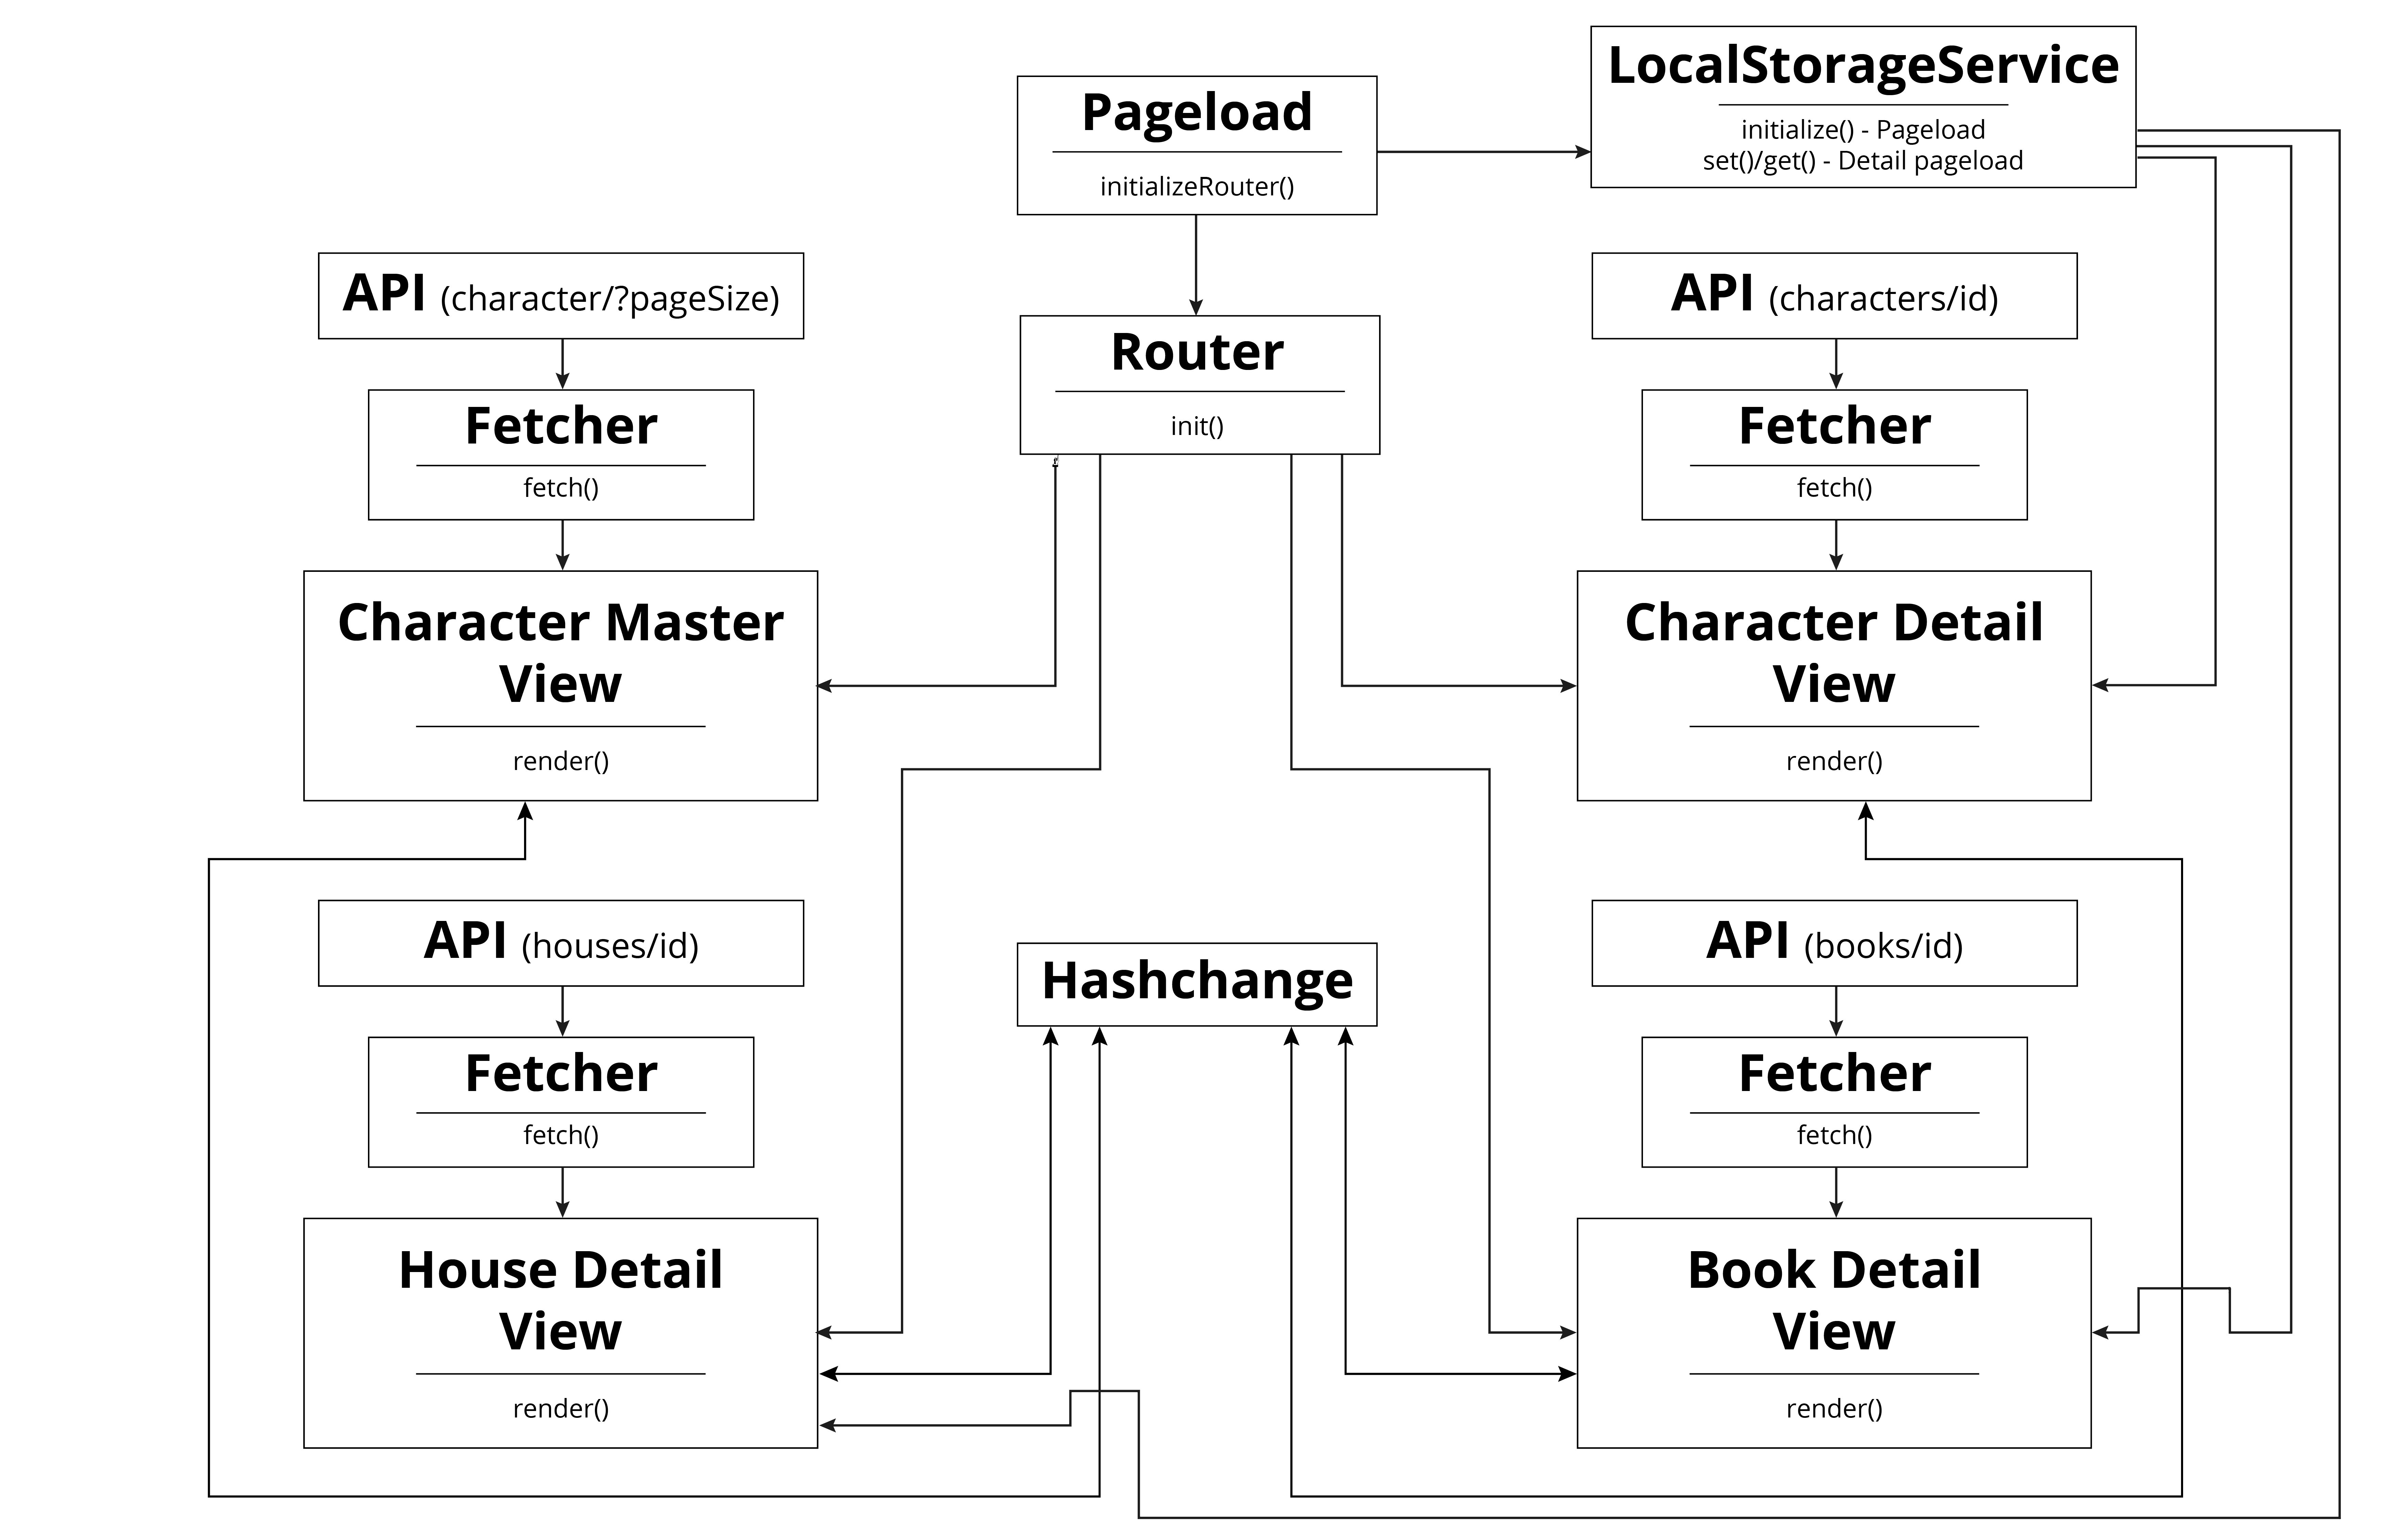 LocalStorageService
initialize() - Pageload
set()/get() - Detail pageload
Pageload
initializeRouter()
API (character/?pageSize)
Router
init()
API (characters/id)
Fetcher
fetch()
Fetcher
fetch()
Character Master
View
render()
Character Detail
View
render()
API (houses/id)
Hashchange
API (books/id)
Fetcher
fetch()
Fetcher
fetch()
House Detail
View
render()
Book Detail
View
render()